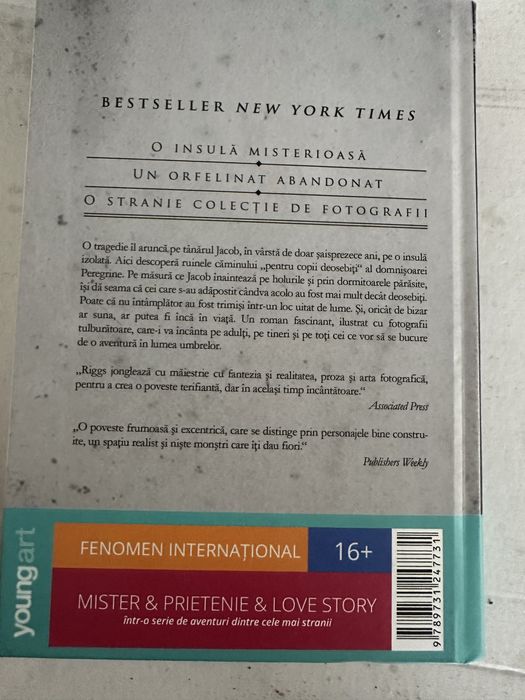 BESTSELLER NEW YORK TIMES
O INSULĂ MISTERIOASĂ
UN ORFELINAT ABANDONAT
O STRANIE COLECȚIE DE FOTOGRAFII
O tragedie îl aruncă pe tânărul Jacob, în vârstă de doar șaisprezece ani, pe o insulă
izolată. Aici descoperă ruinele căminului „pentru copii deosebiți“ al domnișoarei
Peregrine. Pe măsură ce Jacob înaintează pe holurile și prin dormitoarele părăsite,
își dă seama că cei care s-au adăpostit cândva acolo au fost mai mult decât deosebiți.
Poate că nu întâmplător au fost trimiși într-un loc uitat de lume. Și, oricât de bizar
ar suna, ar putea fi încă în viață. Un roman fascinant, ilustrat cu fotografii
tulburătoare, care-i va încânta pe adulți, pe tineri și pe toți cei ce vor să se bucure
de o aventură în lumea umbrelor.
„Riggs jonglează cu măiestrie cu fantezia și realitatea, proza și arta fotografică,
pentru a crea o poveste terifiantă, dar în același timp încântătoare.“
Associated Press
„O poveste frumoasă și excentrică, care se distinge prin personajele bine constru-
ite, un spațiu realist și niște monștri care îți dau fiori.“
Publishers Weekly
youngart
FENOMEN INTERNAȚIONAL
16+
MISTER & PRIETENIE & LOVE STORY
într-o serie de aventuri dintre cele mai stranii
9 789731 247731